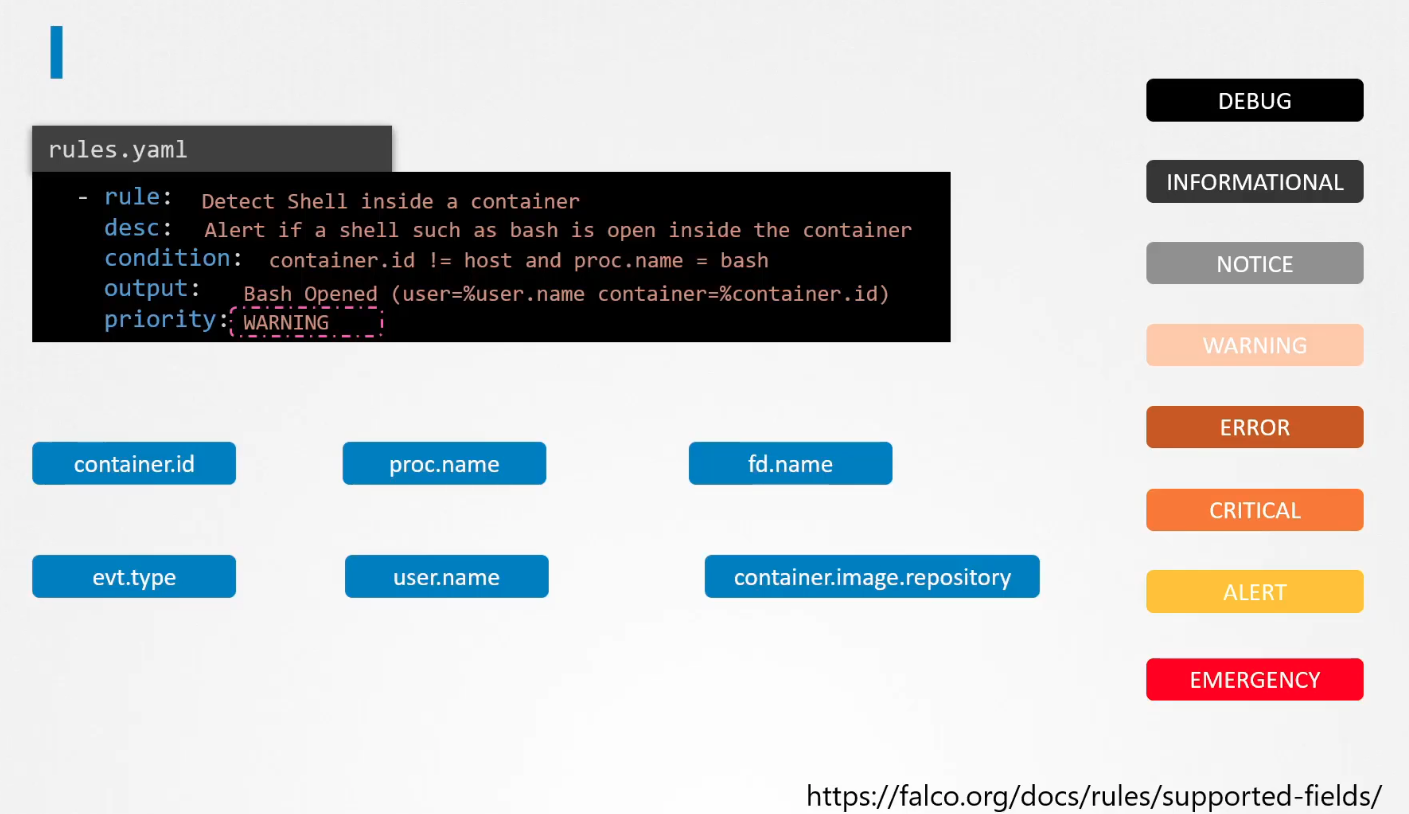 rules.yaml
- rule: Detect Shell inside a container
desc: Alert if a shell such as bash is open inside the container
condition: container.id != host and proc.name = bash
output: Bash Opened (user=%user.name container=%container.id)
priority: WARNING
container.id
proc.name
fd.name
evt.type
user.name
container.image.repository
DEBUG
INFORMATIONAL
NOTICE
WARNING
ERROR
CRITICAL
ALERT
EMERGENCY
https://falco.org/docs/rules/supported-fields/